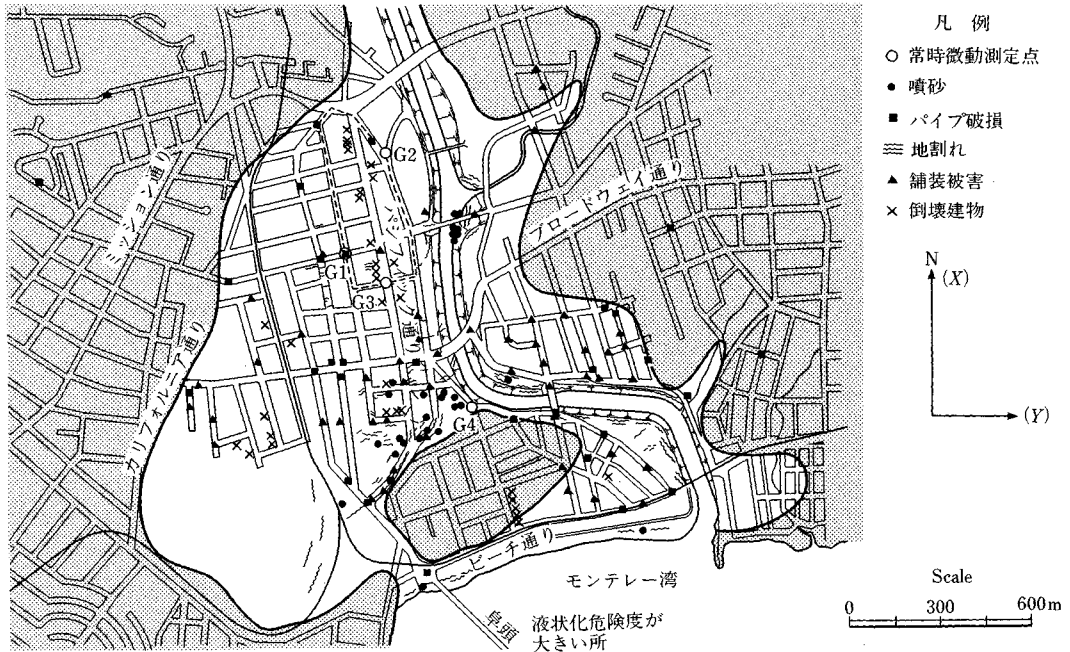 凡 例
常時微動測定点
噴砂
パイプ破損
地割れ
舗装被害
倒壊建物
G2
ミッション通り
ブロードウェイ通り
G1
G3
通り
カリフォルニア通り
G4
N
(X)
(Y)
ビーチ通り
モンテレー湾
埠頭
液状化危険度が
大きい所
Scale
0 300 600m